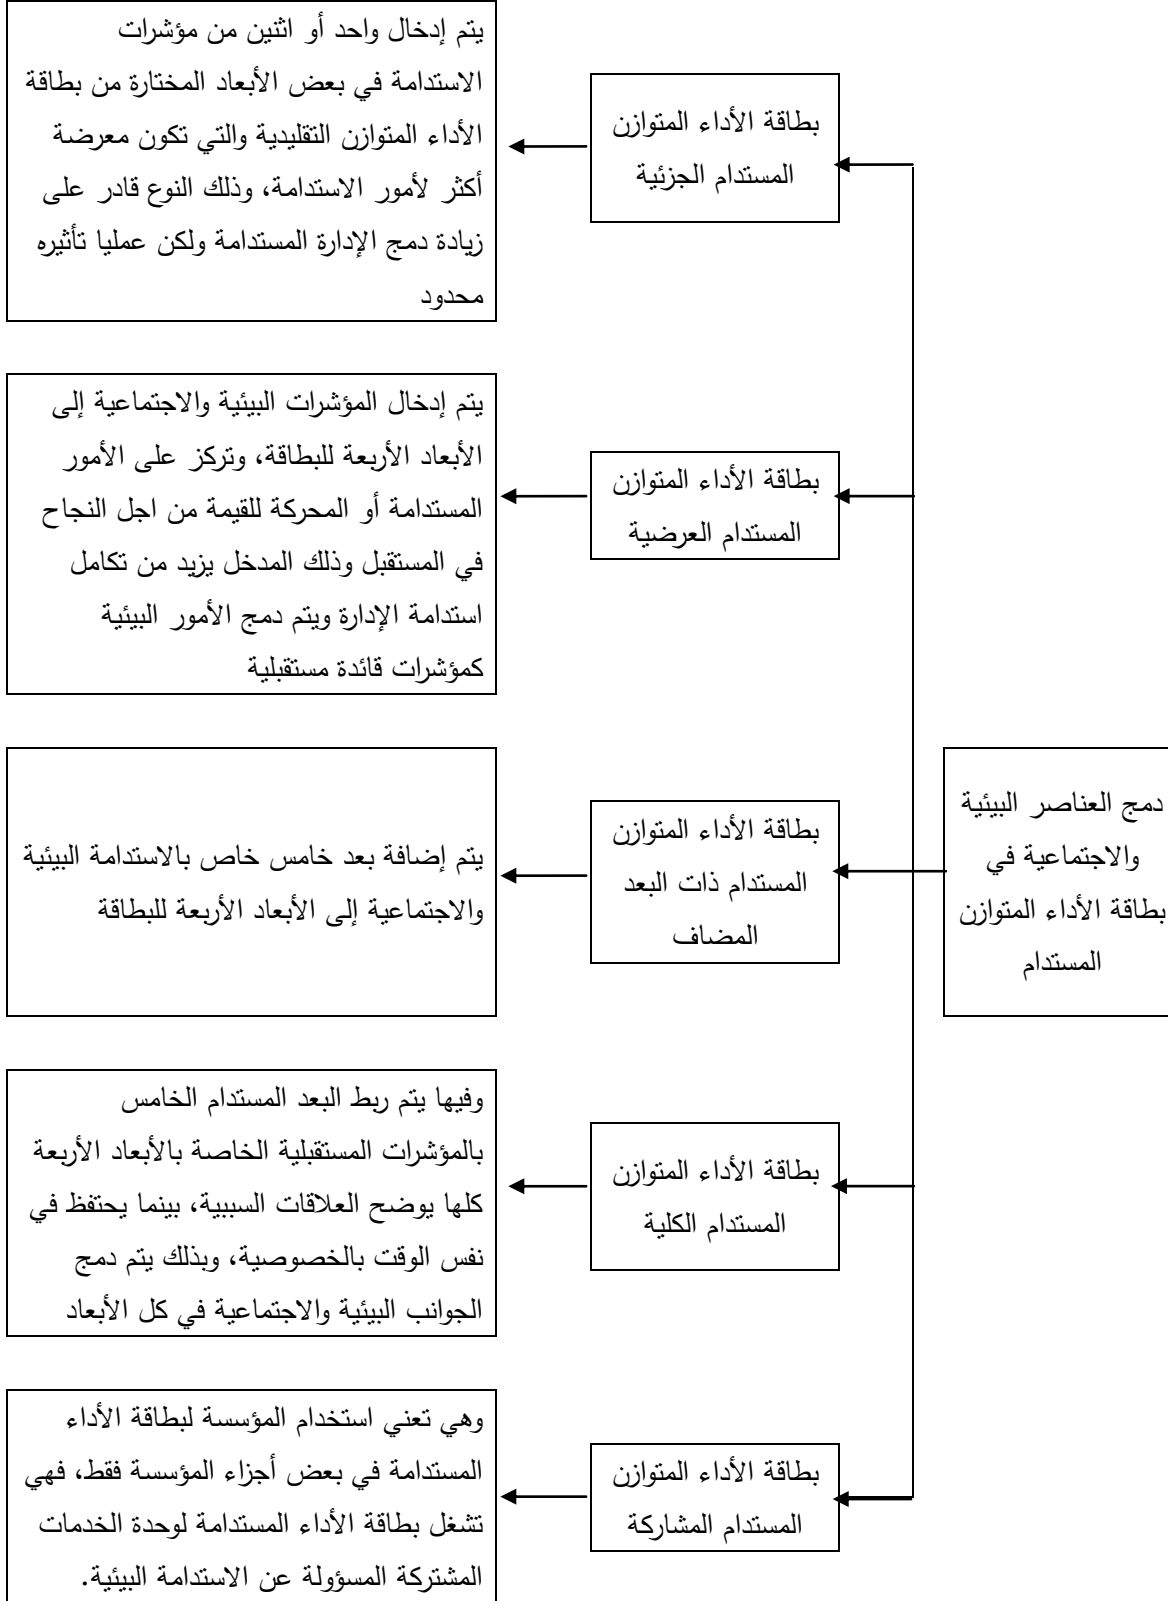 دمج العناصر البيئية
والاجتماعية في
بطاقة الأداء المتوازن
المستدام
بطاقة الأداء المتوازن
المستدام الجزئية
يتم إدخال واحد أو اثنين من مؤشرات
الاستدامة في بعض الأبعاد المختارة من بطاقة
الأداء المتوازن التقليدية والتي تكون معرضة
أكثر لأمور الاستدامة، وذلك النوع قادر على
زيادة دمج الإدارة المستدامة ولكن عمليا تأثيره
محدود
بطاقة الأداء المتوازن
المستدام العرضية
يتم إدخال المؤشرات البيئية والاجتماعية إلى
الأبعاد الأربعة للبطاقة، وتركز على الأمور
المستدامة أو المحركة للقيمة من اجل النجاح
في المستقبل وذلك المدخل يزيد من تكامل
استدامة الإدارة ويتم دمج الأمور البيئية
كمؤشرات قائدة مستقبلية
بطاقة الأداء المتوازن
المستدام ذات البعد
المضاف
يتم إضافة بعد خامس خاص بالاستدامة البيئية
والاجتماعية إلى الأبعاد الأربعة للبطاقة
بطاقة الأداء المتوازن
المستدام الكلية
وفيها يتم ربط البعد المستدام الخامس
بالمؤشرات المستقبلية الخاصة بالأبعاد الأربعة
كلها يوضح العلاقات السببية، بينما يحتفظ في
نفس الوقت بالخصوصية، وبذلك يتم دمج
الجوانب البيئية والاجتماعية في كل الأبعاد
بطاقة الأداء المتوازن
المستدام المشاركة
وهي تعني استخدام المؤسسة لبطاقة الأداء
المستدامة في بعض أجزاء المؤسسة فقط، فهي
تشغل بطاقة الأداء المستدامة لوحدة الخدمات
المشتركة المسؤولة عن الاستدامة البيئية.